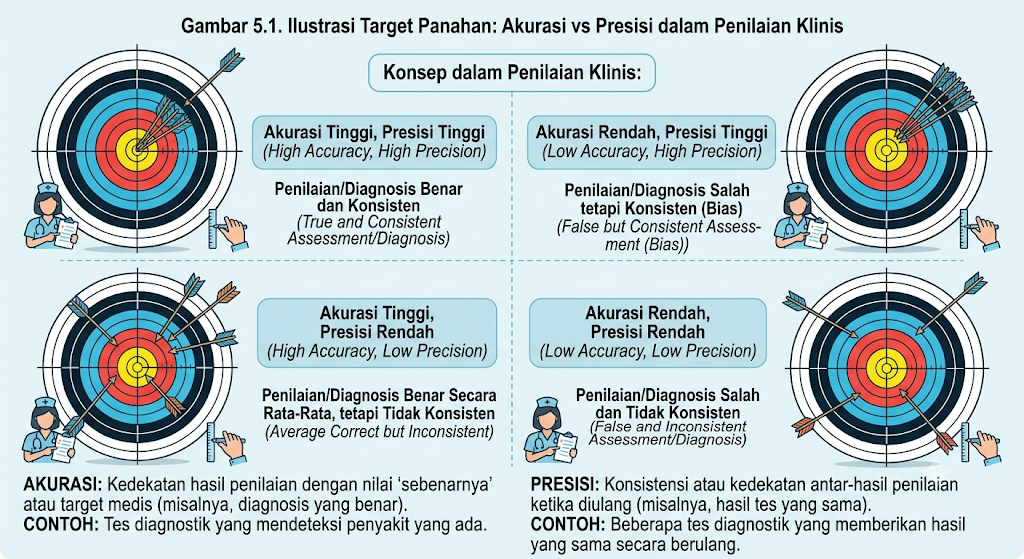 Gambar 5.1. Ilustrasi Target Panahan: Akurasi vs Presisi dalam Penilaian Klinis
Konsep dalam Penilaian Klinis:
Akurasi Tinggi, Presisi Tinggi
(High Accuracy, High Precision)
Penilaian/Diagnosis Benar
dan Konsisten
(True and Consistent
Assessment/Diagnosis)
Akurasi Rendah, Presisi Tinggi
(Low Accuracy, High Precision)
Penilaian/Diagnosis Salah
tetapi Konsisten (Bias)
(False but Consistent Assess-
ment (Bias))
Akurasi Tinggi,
Presisi Rendah
(High Accuracy, Low Precision)
Penilaian/Diagnosis Benar Secara
Rata-Rata, tetapi Tidak Konsisten
(Average Correct but Inconsistent)
Akurasi Rendah,
Presisi Rendah
(Low Accuracy, Low Precision)
Penilaian/Diagnosis Salah
dan Tidak Konsisten
(False and Inconsistent
Assessment/Diagnosis)
AKURASI: Kedekatan hasil penilaian dengan nilai ‘sebenarnya’
atau target medis (misalnya, diagnosis yang benar).
CONTOH: Tes diagnostik yang mendeteksi penyakit yang ada.
PRESISI: Konsistensi atau kedekatan antar-hasil penilaian
ketika diulang (misalnya, hasil tes yang sama).
CONTOH: Beberapa tes diagnostik yang memberikan hasil
yang sama secara berulang.